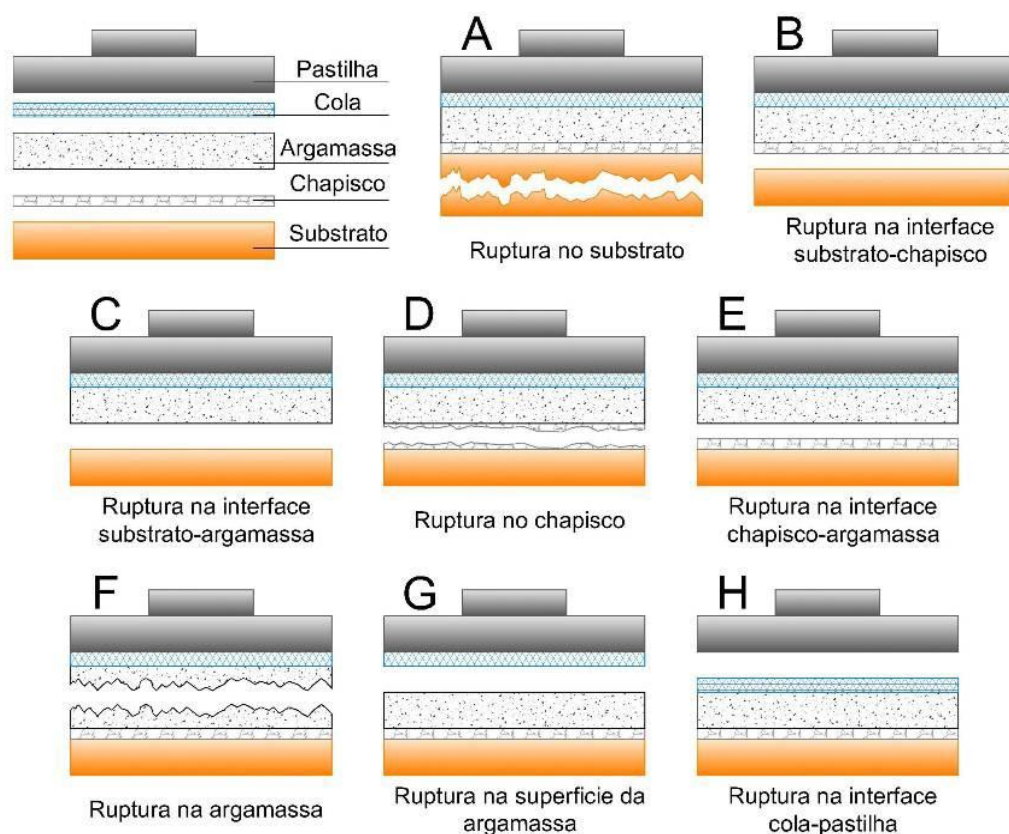 Pastilha
Cola
Argamassa
Chapisco
Substrato
A
Ruptura no substrato
B
Ruptura na interface
substrato-chapisco
C
Ruptura na interface
substrato-argamassa
D
Ruptura no chapisco
E
Ruptura na interface
chapisco-argamassa
F
Ruptura na argamassa
G
Ruptura na superficie da
argamassa
H
Ruptura na interface
cola-pastilha